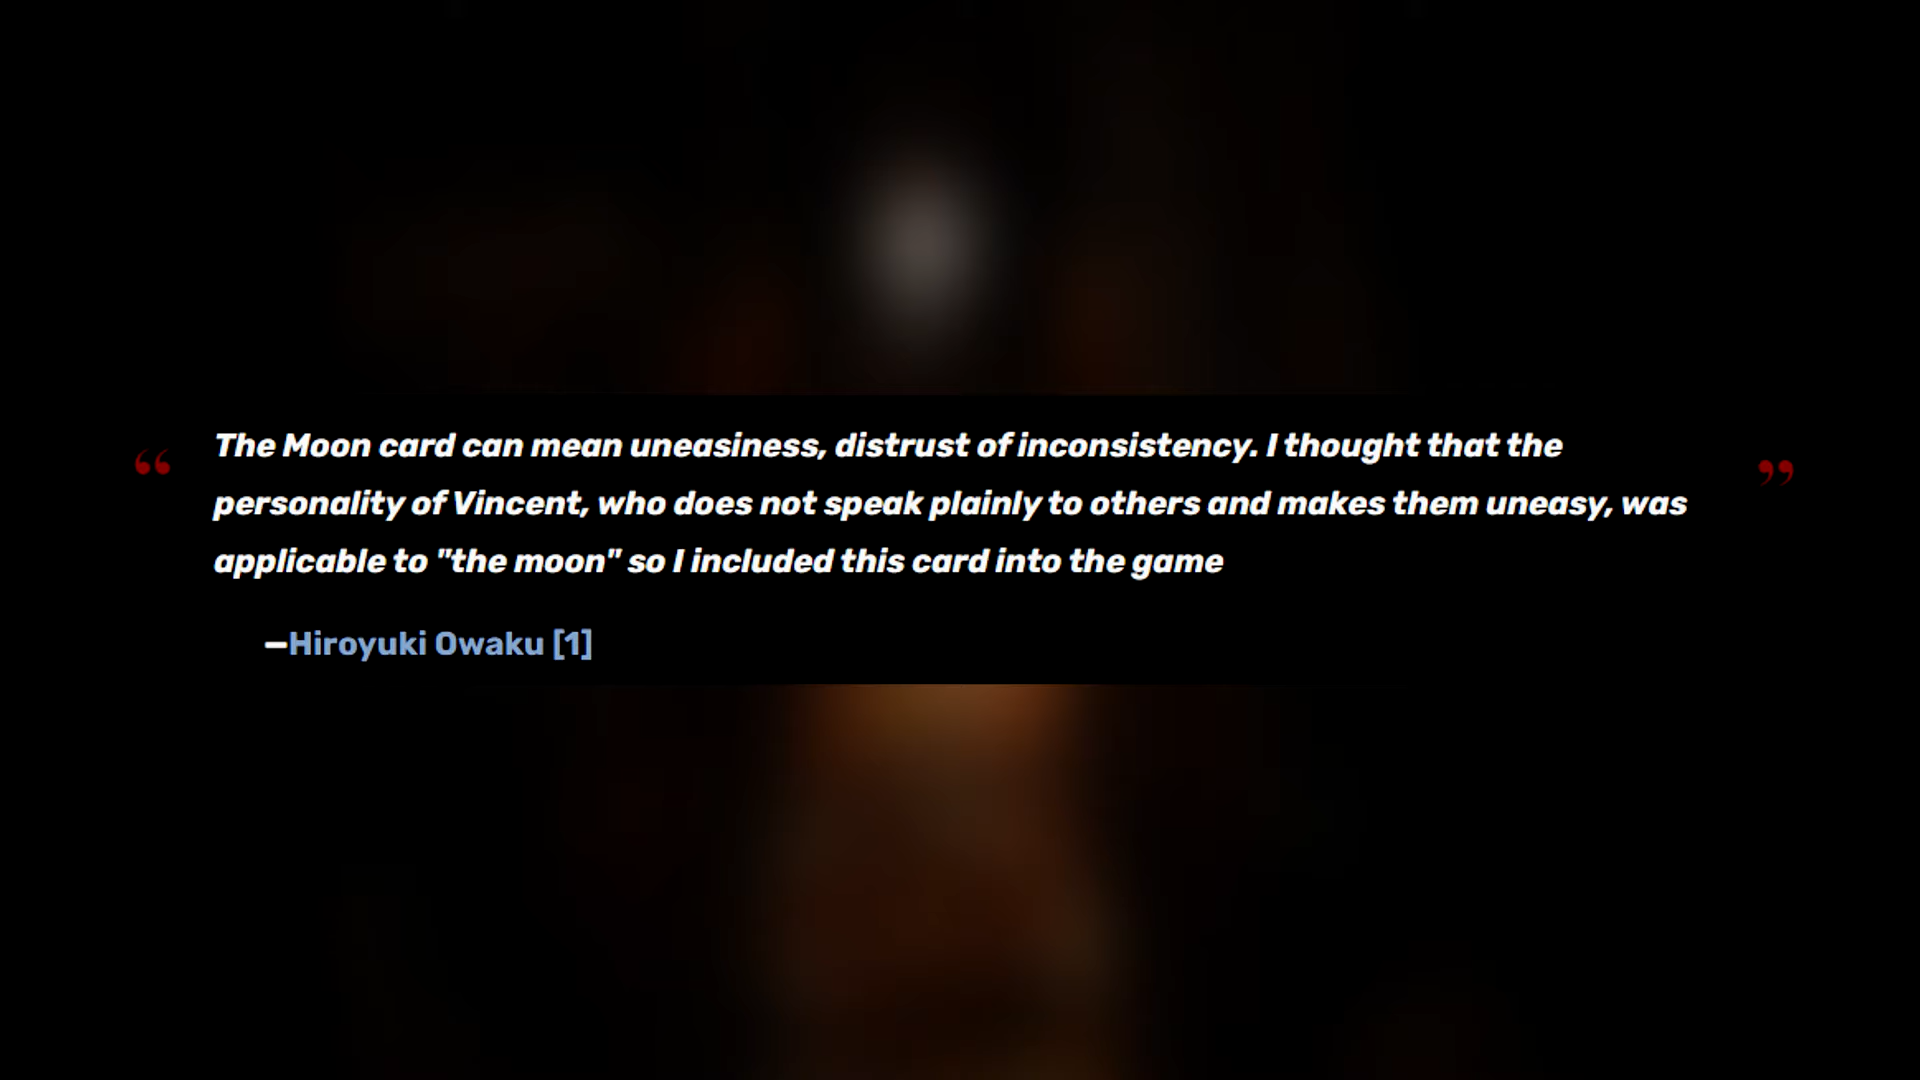 “ The Moon card can mean uneasiness, distrust of inconsistency. I thought that the ”
personality of Vincent, who does not speak plainly to others and makes them uneasy, was
applicable to "the moon" so I included this card into the game
—Hiroyuki Owaku [1]